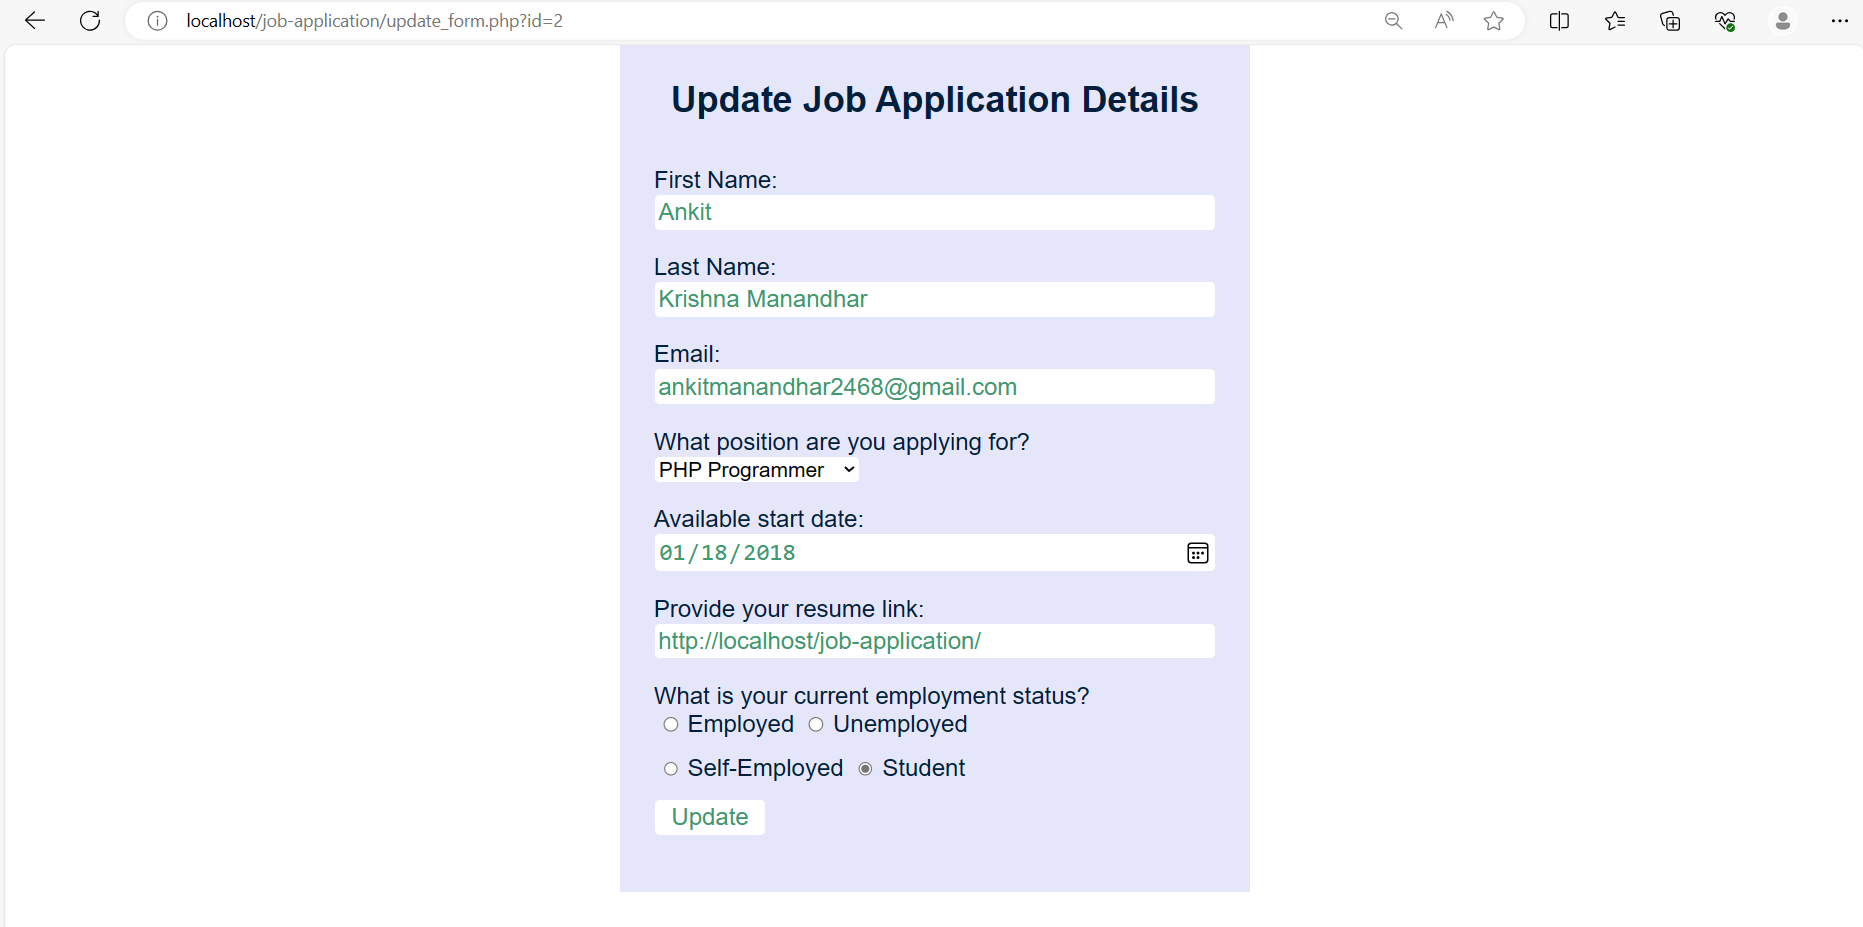 localhost/job-application/update_form.php?id=2
Update Job Application Details
First Name:
Ankit
Last Name:
Krishna Manandhar
Email:
ankitmanandhar2468@gmail.com
What position are you applying for?
PHP Programmer
Available start date:
01/18/2018
Provide your resume link:
http://localhost/job-application/
What is your current employment status?
Employed Unemployed
Self-Employed Student
Update